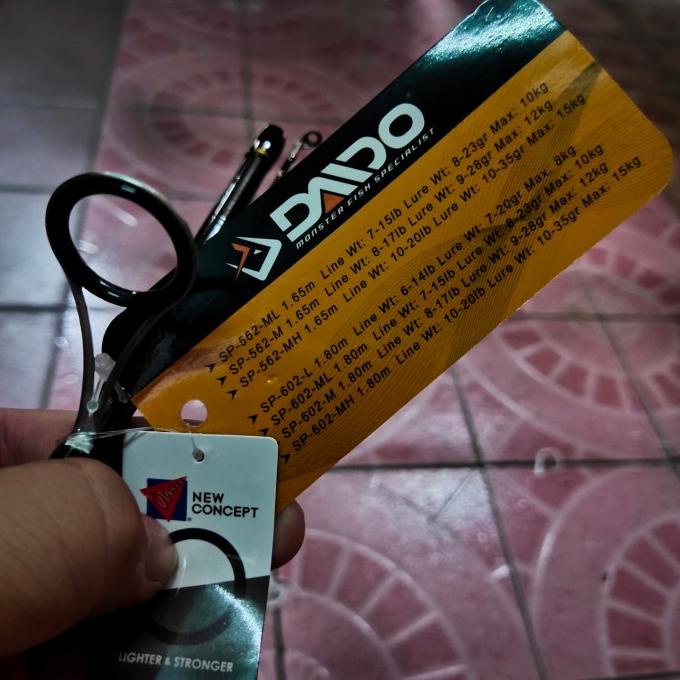 DAIDO
MONSTER FISH SPECIALIST
SP-562-ML 1.65m Line Wt: 7-15lb Lure Wt: 8-23gr Max: 10kg
SP-562-M 1.65m Line Wt: 8-17lb Lure Wt: 9-28gr Max: 12kg
SP-562-MH 1.65m Line Wt: 10-20lb Lure Wt: 10-35gr Max: 15kg
SP-602-L 1.80m Line Wt: 6-14lb Lure Wt: 7-20gr Max: 8kg
SP-602-ML 1.80m Line Wt: 7-15lb Lure Wt: 8-23gr Max: 10kg
SP-602-M 1.80m Line Wt: 8-17lb Lure Wt: 9-28gr Max: 12kg
SP-602-MH 1.80m Line Wt: 10-20lb Lure Wt: 10-35gr Max: 15kg
NEW
CONCEPT
LIGHTER & STRONGER